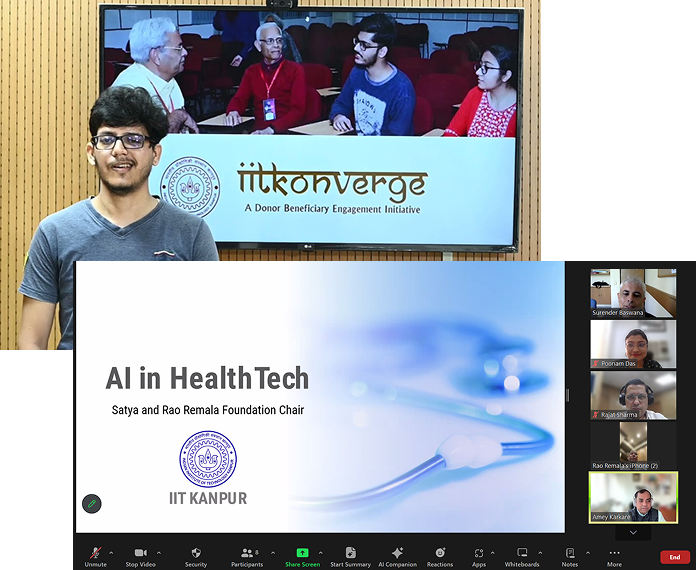 iitkonverge
A Donor Beneficiary Engagement Initiative
LG
AI in HealthTech
Satya and Rao Remala Foundation Chair
IIT KANPUR
Surender Baswana
Poonam Das
Rajat Sharma
Rao Remala's iPhone (2)
Amey Karkare
Unmute
Stop Video
Security
Participants
8
Share Screen
Start Summary
AI Companion
Reactions
Apps
Whiteboards
Notes
More
End